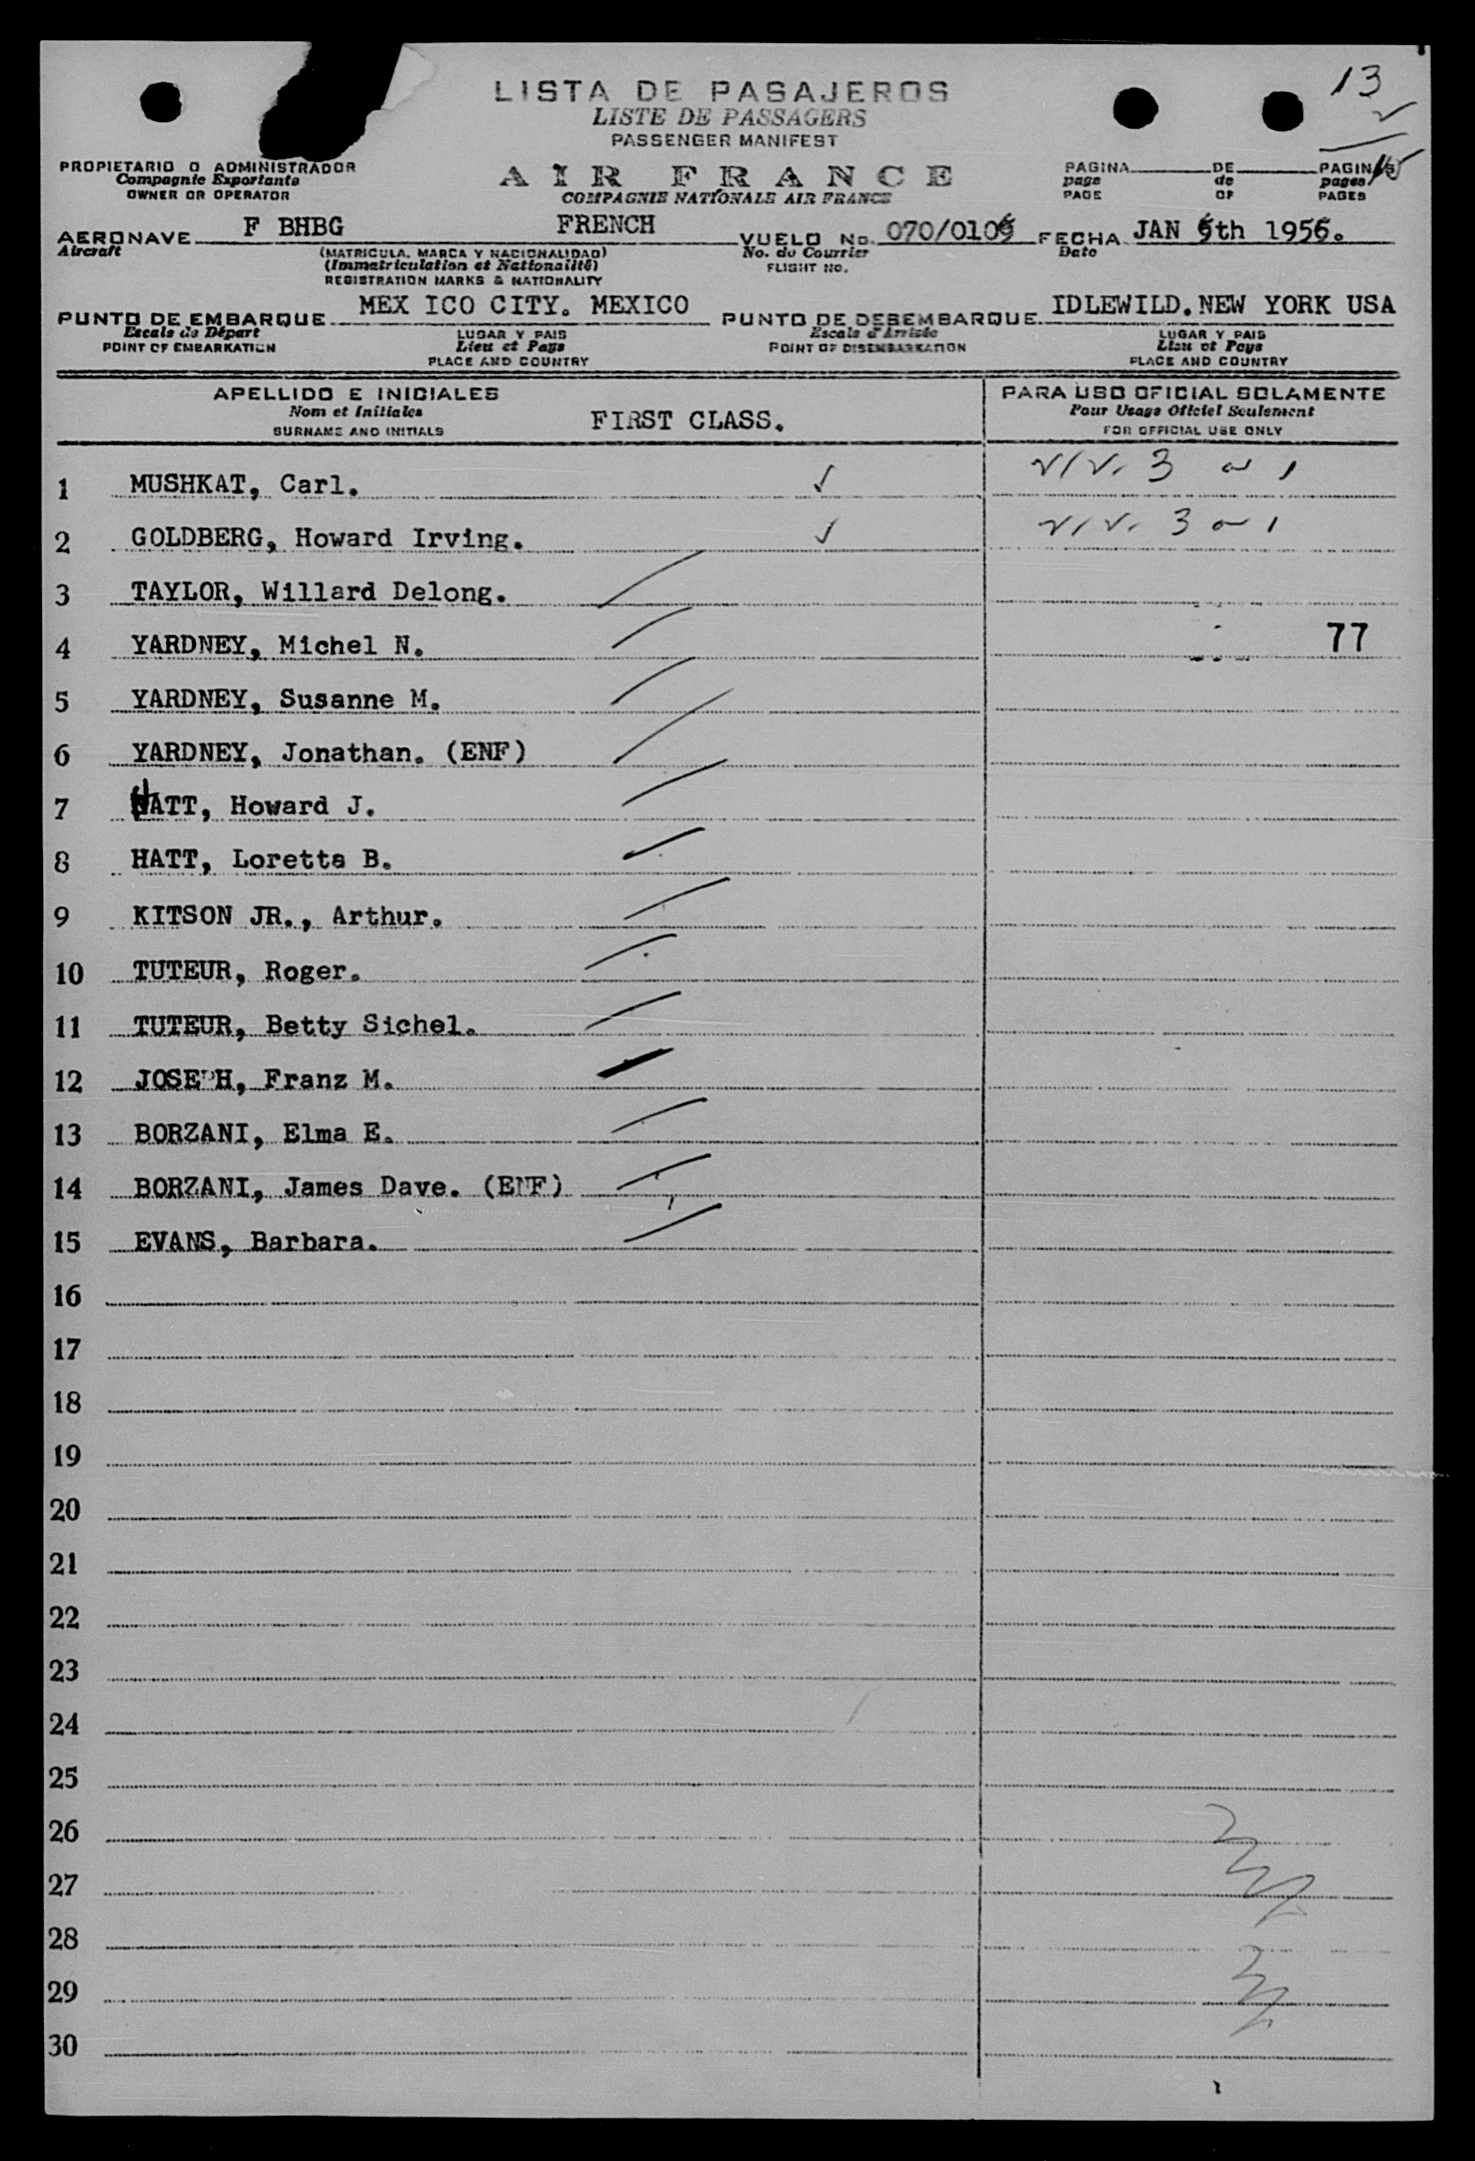 13
LISTA DE PASAJEROS
LISTE DE PASSAGERS
PASSENGER MANIFEST
PROPIETARIO O ADMINISTRADOR
Compagnie Exportante
OWNER OR OPERATOR
AIR FRANCE
COMPAGNIE NATIONALE AIR FRANCE
PAGINA DE PAGINAS
page de pages
PAGE OF PAGES
AERONAVE F BHBG FRENCH VUELO No. 070/0106 FECHA JAN 6th 1956.
Aircraft (MATRICULA, MARCA Y NACIONALIDAD) No. du Courrier Date
(Immatriculation et Nationalité) FLIGHT NO.
REGISTRATION MARKS & NATIONALITY
PUNTO DE EMBARQUE MEX ICO CITY. MEXICO PUNTO DE DESEMBARQUE IDLEWILD. NEW YORK USA
Escale de Départ LUGAR Y PAIS Escale d'Arrivée LUGAR Y PAIS
POINT OF EMBARKATION Lieu et Pays POINT OF DISEMBARKATION Lieu et Pays
PLACE AND COUNTRY PLACE AND COUNTRY
APELLIDO E INICIALES PARA USO OFICIAL SOLAMENTE
Nom et Initiales FIRST CLASS. Pour Usage Officiel Seulement
SURNAME AND INITIALS FOR OFFICIAL USE ONLY
1 MUSHKAT, Carl.
2 GOLDBERG, Howard Irving.
3 TAYLOR, Willard Delong.
4 YARDNEY, Michel N. 77
5 YARDNEY, Susanne M.
6 YARDNEY, Jonathan. (ENF)
7 HATT, Howard J.
8 HATT, Loretta B.
9 KITSON JR., Arthur.
10 TUTEUR, Roger.
11 TUTEUR, Betty Sichel.
12 JOSEPH, Franz M.
13 BORZANI, Elma E.
14 BORZANI, James Dave. (ENF)
15 EVANS, Barbara.
16
17
18
19
20
21
22
23
24
25
26
27
28
29
30